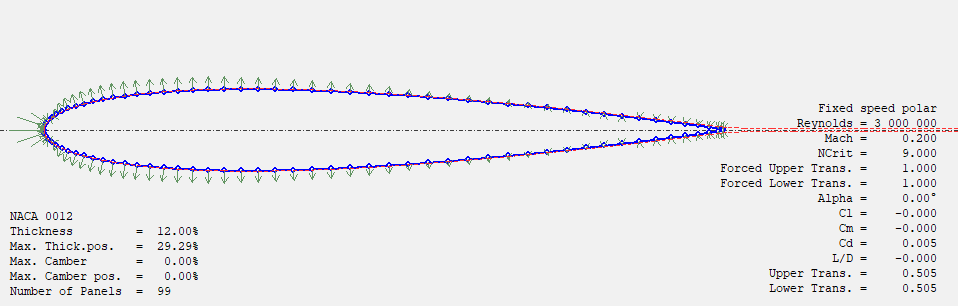 Fixed speed polar
Reynolds = 3 000 000
Mach = 0.200
NCrit = 9.000
Forced Upper Trans. = 1.000
Forced Lower Trans. = 1.000
Alpha = 0.00°
Cl = -0.000
Cm = -0.000
Cd = 0.005
L/D = -0.000
Upper Trans. = 0.505
Lower Trans. = 0.505
NACA 0012
Thickness = 12.00%
Max. Thick.pos. = 29.29%
Max. Camber = 0.00%
Max. Camber pos. = 0.00%
Number of Panels = 99